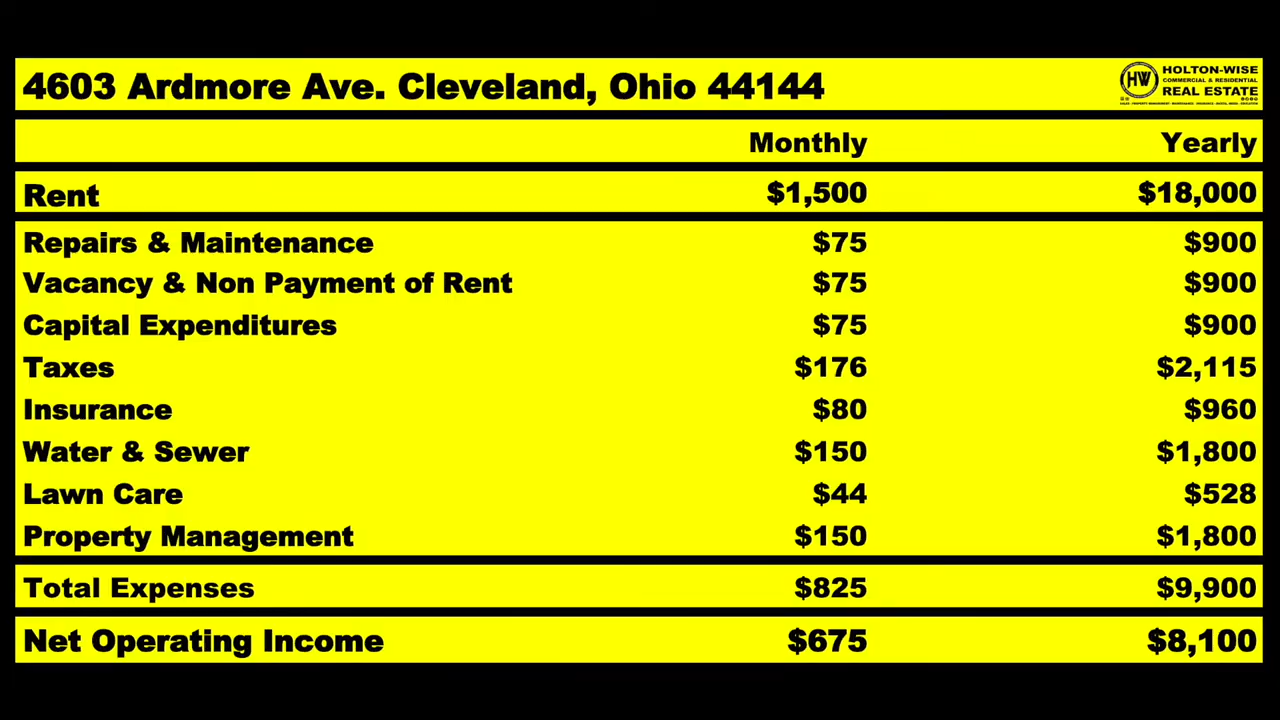 4603 Ardmore Ave. Cleveland, Ohio 44144
HW
HOLTON-WISE
COMMERCIAL & RESIDENTIAL
REAL ESTATE
Monthly Yearly
Rent $1,500 $18,000
Repairs & Maintenance $75 $900
Vacancy & Non Payment of Rent $75 $900
Capital Expenditures $75 $900
Taxes $176 $2,115
Insurance $80 $960
Water & Sewer $150 $1,800
Lawn Care $44 $528
Property Management $150 $1,800
Total Expenses $825 $9,900
Net Operating Income $675 $8,100